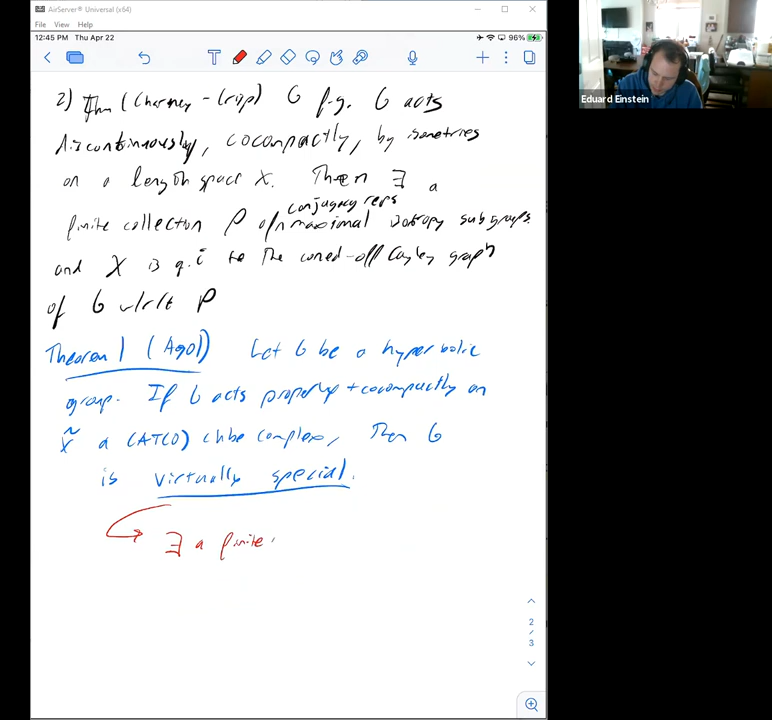 AirServer® Universal (x64)
File View Help
12:45 PM Thu Apr 22
96%
Eduard Einstein
2) Thm (Charney-Crisp) G f.g. G acts
discontinuously, cocompactly, by isometries
on a length space X. Then ∃ a
finite collection P of conjugacy reps
maximal isotropy subgroups
and X is q.i to the coned-off Cayley graph
of G w/r/t P
Theorem 1 (Agol) Let G be a hyperbolic
group. If G acts properly + cocompactly on
X̃ a CAT(0) cube complex, Then G
is virtually special.
∃ a finite
2
/
3